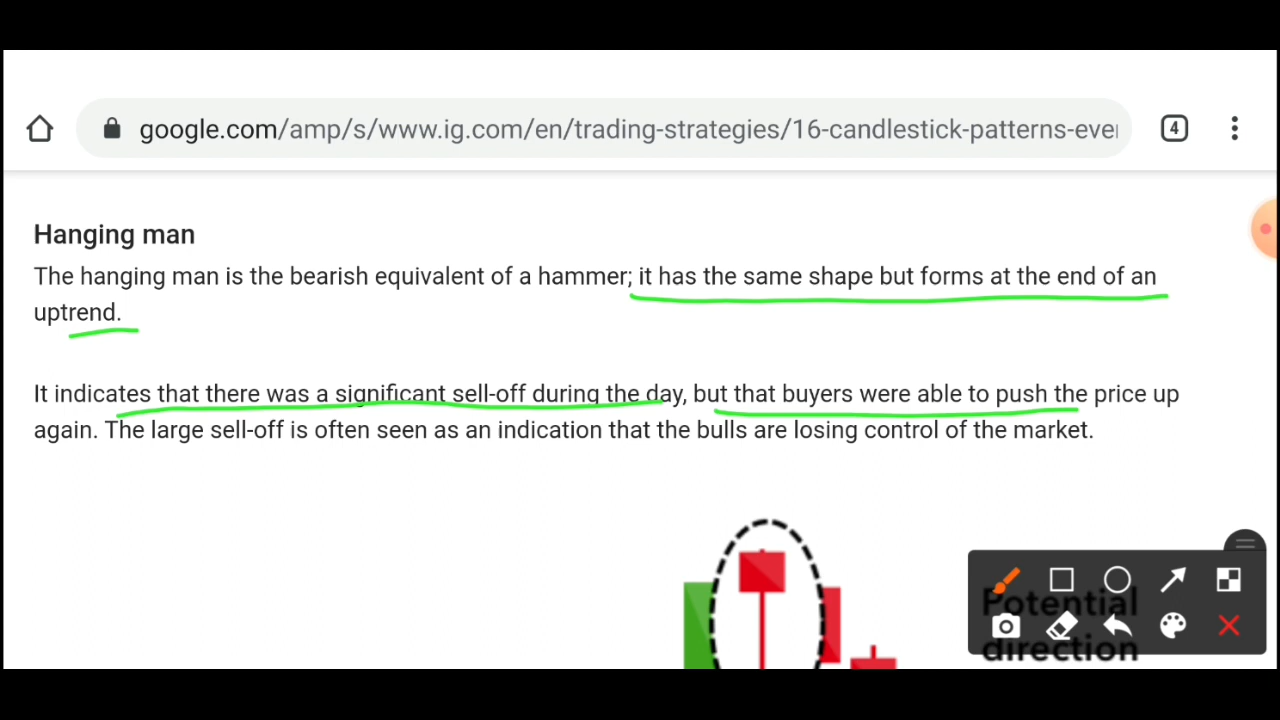 google.com/amp/s/www.ig.com/en/trading-strategies/16-candlestick-patterns-ever
4
Hanging man
The hanging man is the bearish equivalent of a hammer; it has the same shape but forms at the end of an
uptrend.
It indicates that there was a significant sell-off during the day, but that buyers were able to push the price up
again. The large sell-off is often seen as an indication that the bulls are losing control of the market.
Potential
direction